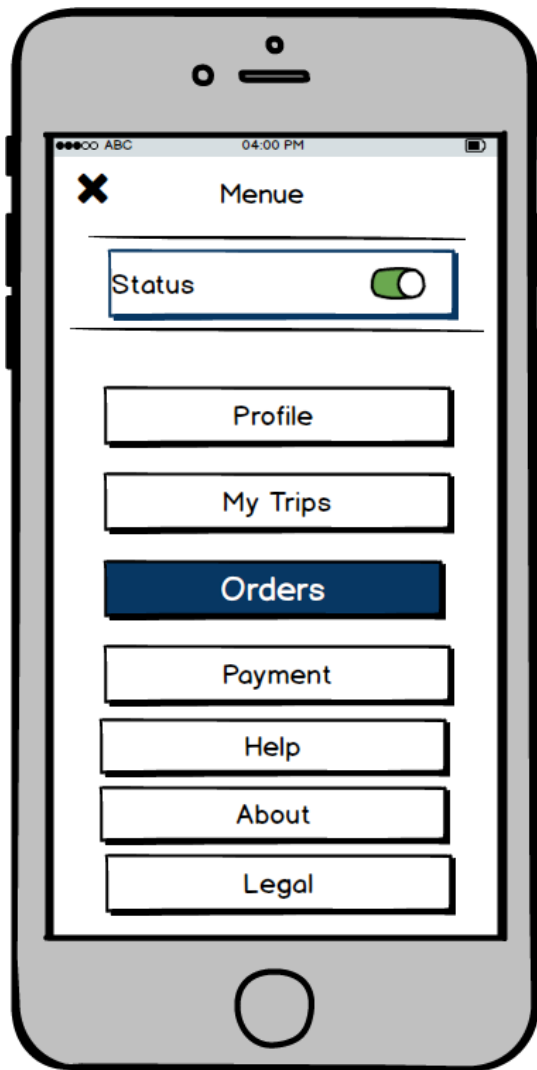 ABC 04:00 PM
Menue
Status
Profile
My Trips
Orders
Payment
Help
About
Legal